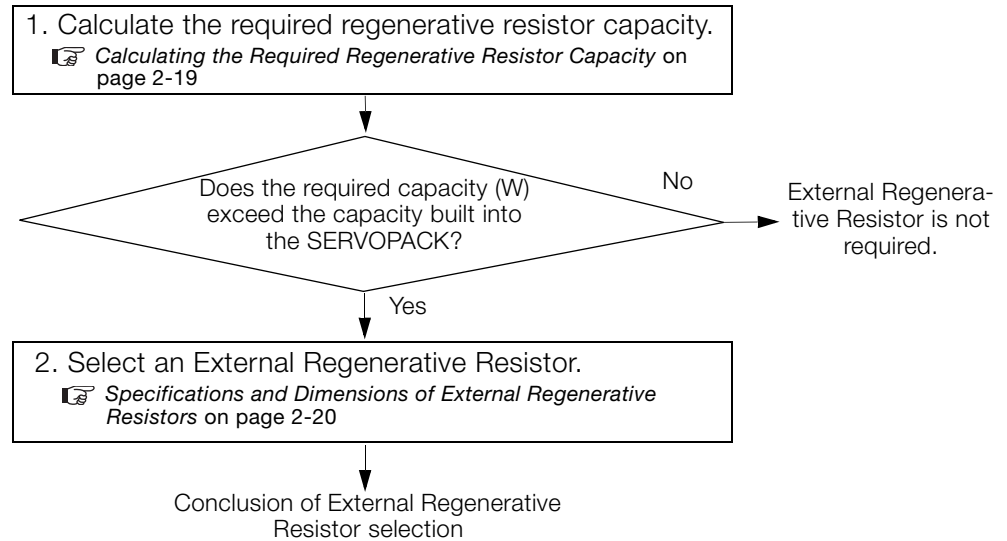 1. Calculate the required regenerative resistor capacity.
Calculating the Required Regenerative Resistor Capacity on
page 2-19
Does the required capacity (W)
exceed the capacity built into
the SERVOPACK?
No
External Regenera-
tive Resistor is not
required.
Yes
2. Select an External Regenerative Resistor.
Specifications and Dimensions of External Regenerative
Resistors on page 2-20
Conclusion of External Regenerative
Resistor selection